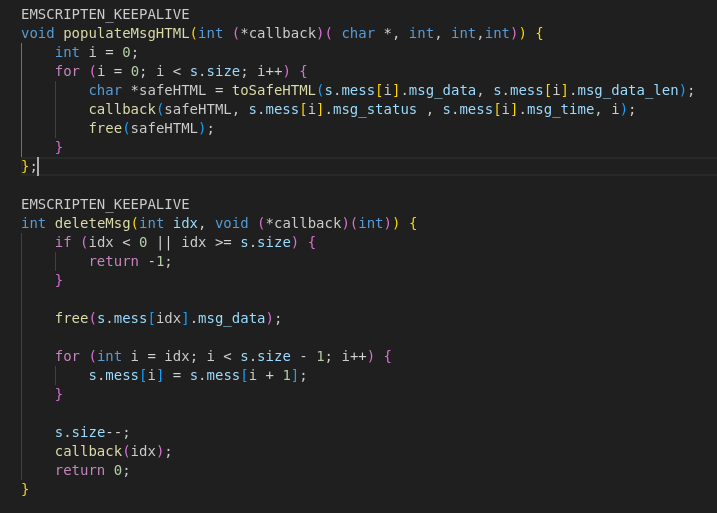 EMSCRIPTEN_KEEPALIVE
void populateMsgHTML(int (*callback)( char *, int, int,int)) {
    int i = 0;
    for (i = 0; i < s.size; i++) {
        char *safeHTML = toSafeHTML(s.mess[i].msg_data, s.mess[i].msg_data_len);
        callback(safeHTML, s.mess[i].msg_status , s.mess[i].msg_time, i);
        free(safeHTML);
    }
};

EMSCRIPTEN_KEEPALIVE
int deleteMsg(int idx, void (*callback)(int)) {
    if (idx < 0 || idx >= s.size) {
        return -1;
    }

    free(s.mess[idx].msg_data);

    for (int i = idx; i < s.size - 1; i++) {
        s.mess[i] = s.mess[i + 1];
    }

    s.size--;
    callback(idx);
    return 0;
}